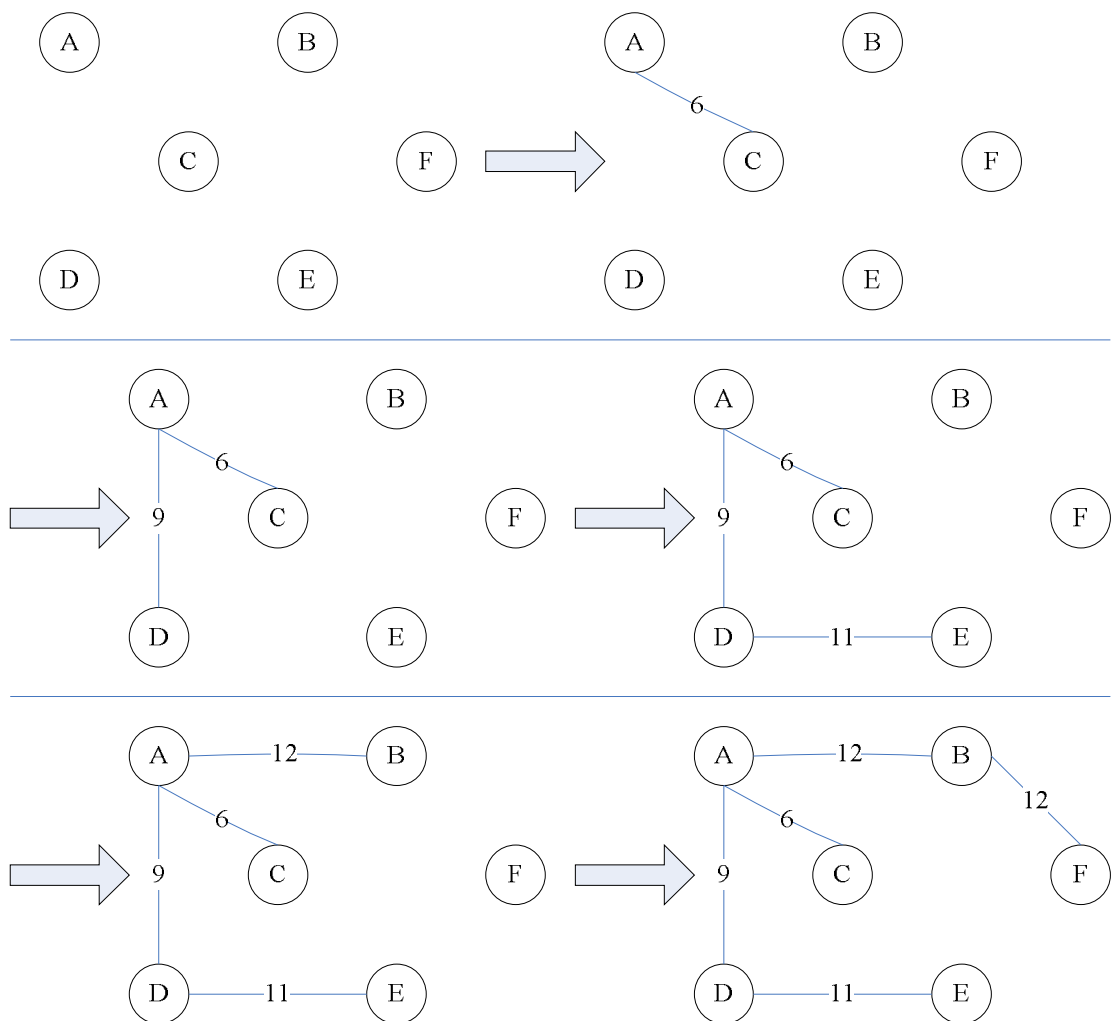 A B A B
6
C F C F
D E D E
A B A B
6 6
9 C F 9 C F
D E D 11 E
A 12 B A 12 B
12
6 6
9 C F 9 C F
D 11 E D 11 E